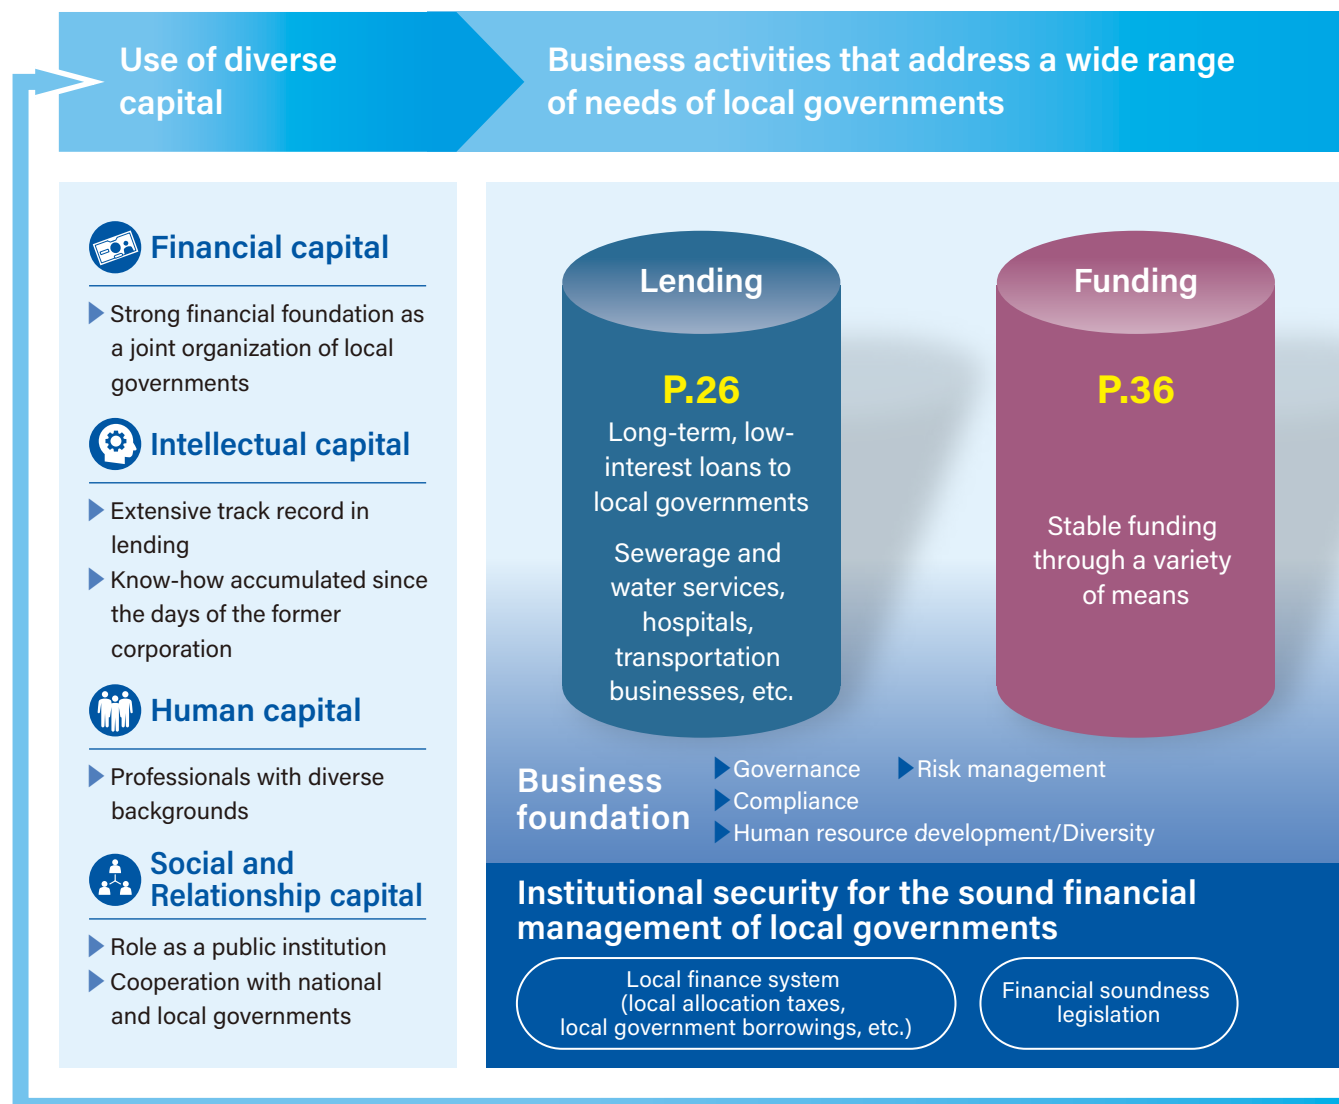 Use of diverse
capital
Business activities that address a wide range
of needs of local governments
Financial capital
Strong financial foundation as
a joint organization of local
governments
Intellectual capital
Extensive track record in
lending
Know-how accumulated since
the days of the former
corporation
Human capital
Professionals with diverse
backgrounds
Social and
Relationship capital
Role as a public institution
Cooperation with national
and local governments
Lending
P.26
Long-term, low-
interest loans to
local governments
Sewerage and
water services,
hospitals,
transportation
businesses, etc.
Funding
P.36
Stable funding
through a variety
of means
Business
foundation
Governance
Risk management
Compliance
Human resource development/Diversity
Institutional security for the sound financial
management of local governments
Local finance system
(local allocation taxes,
local government borrowings, etc.)
Financial soundness
legislation